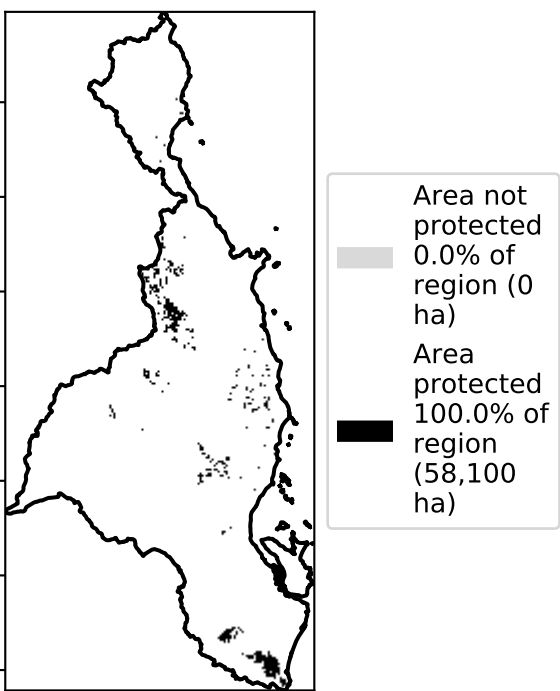 Area not
protected
0.0% of
region (0
ha)
Area
protected
100.0% of
region
(58,100
ha)